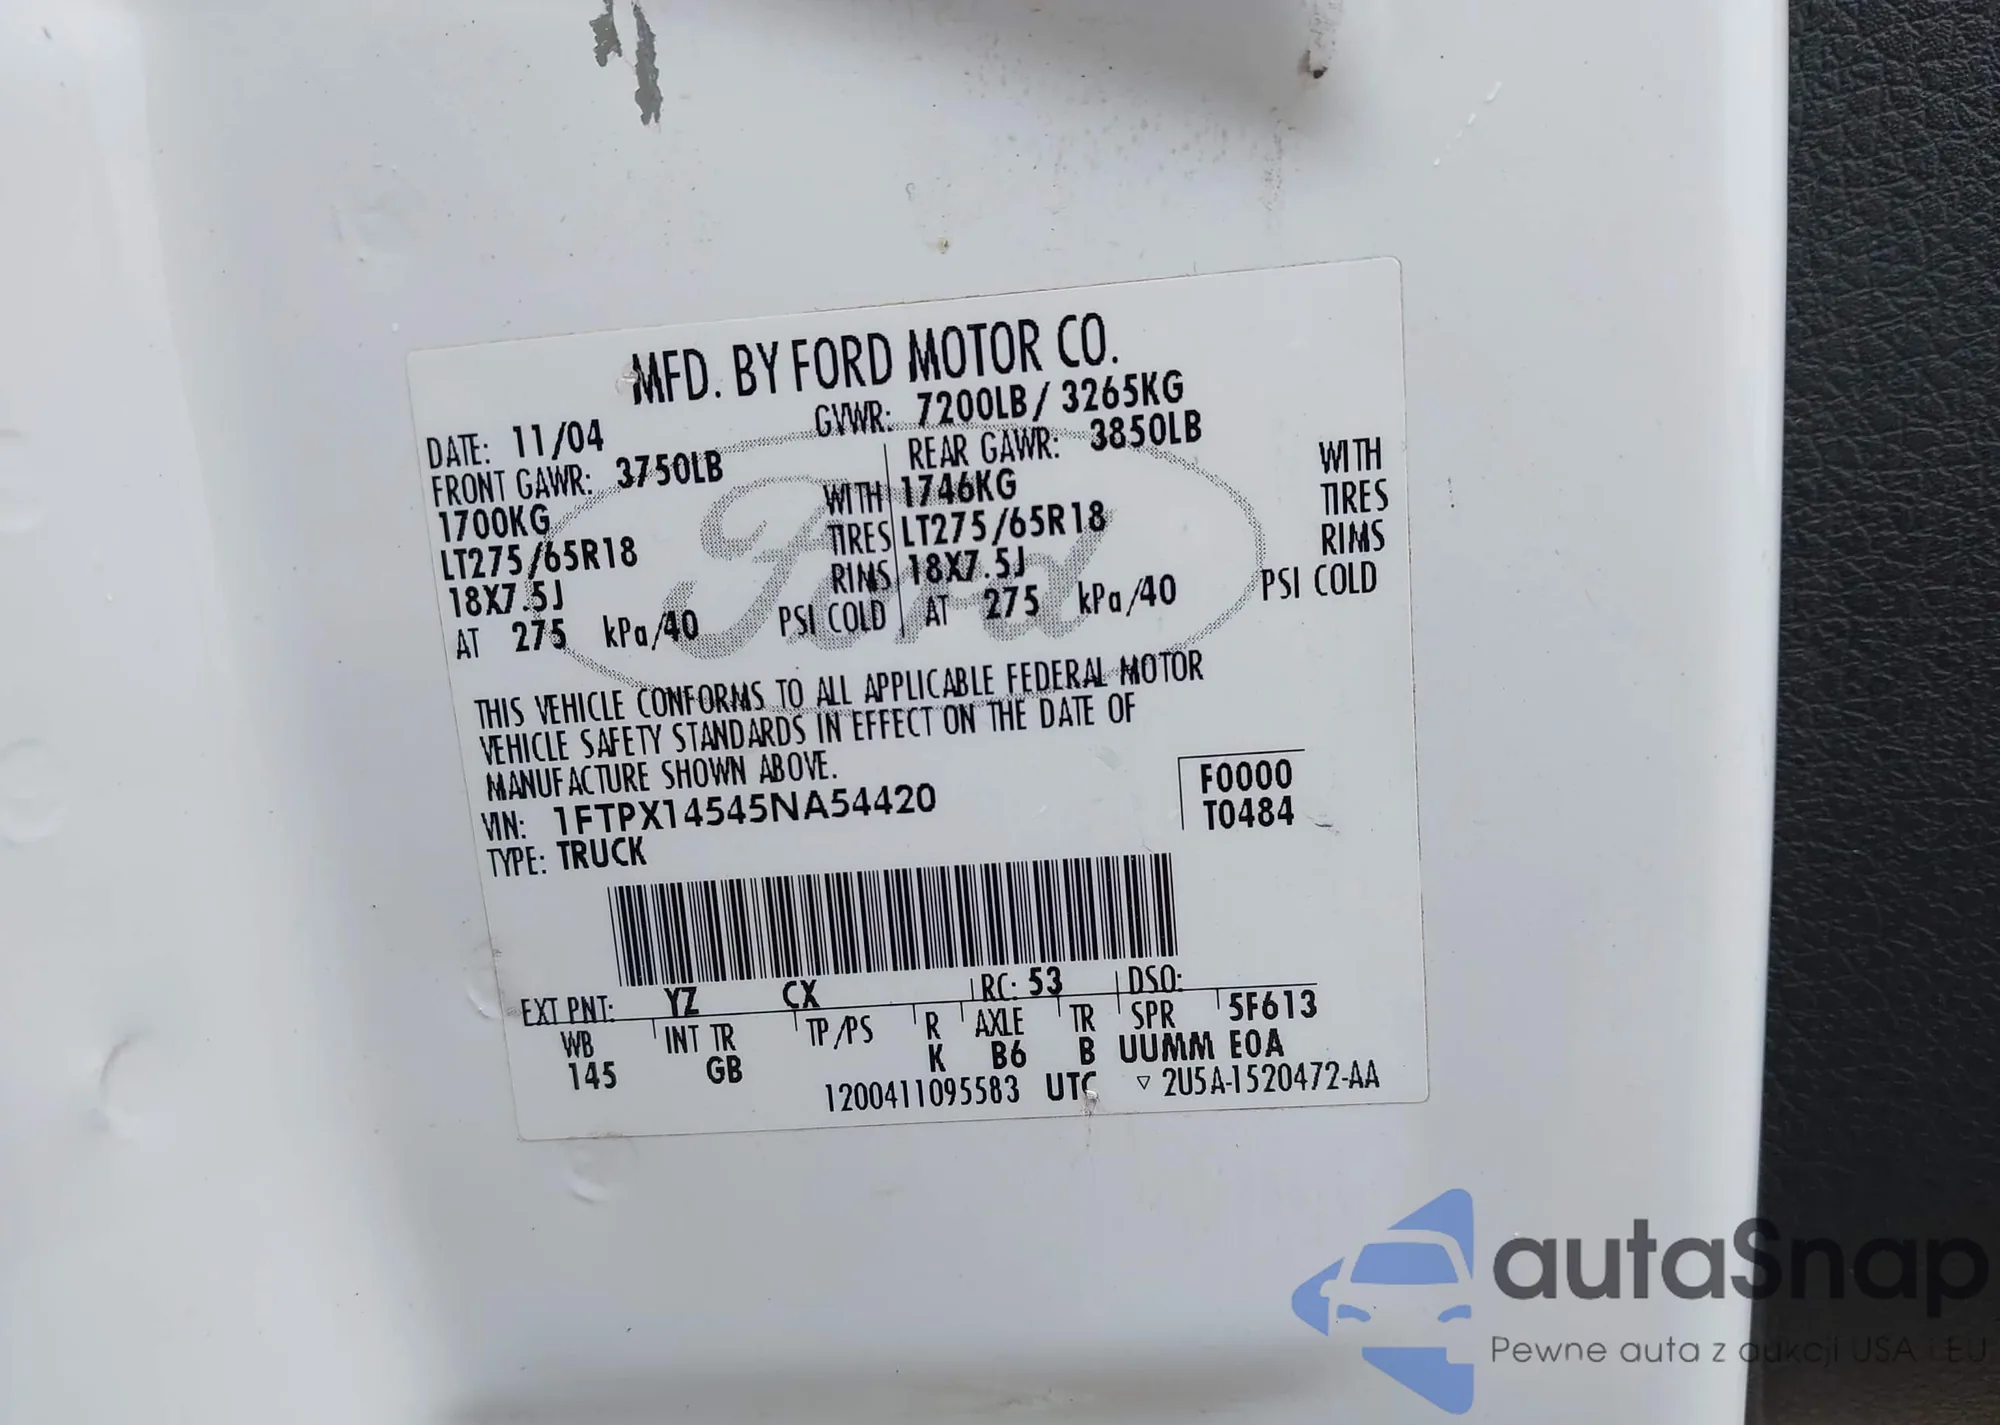 MFD. BY FORD MOTOR CO.
DATE: 11/04 GVWR: 7200LB / 3265KG
FRONT GAWR: 3750LB REAR GAWR: 3850LB
1700KG WITH 1746KG WITH
LT275/65R18 TIRES LT275/65R18 TIRES
18X7.5J RIMS 18X7.5J RIMS
AT 275 kPa/40 PSI COLD AT 275 kPa/40 PSI COLD
Ford
THIS VEHICLE CONFORMS TO ALL APPLICABLE FEDERAL MOTOR
VEHICLE SAFETY STANDARDS IN EFFECT ON THE DATE OF
MANUFACTURE SHOWN ABOVE.
VIN: 1FTPX14545NA54420 F0000
TYPE: TRUCK T0484
EXT PNT: YZ CX RC: 53 DSO:
WB INT TR TP/PS R AXLE TR SPR 5F613
145 GB K B6 B UUMM EOA
1200411095583 UTC ▽ 2U5A-1520472-AA
autaSnap
Pewne auta z aukcji USA i EU